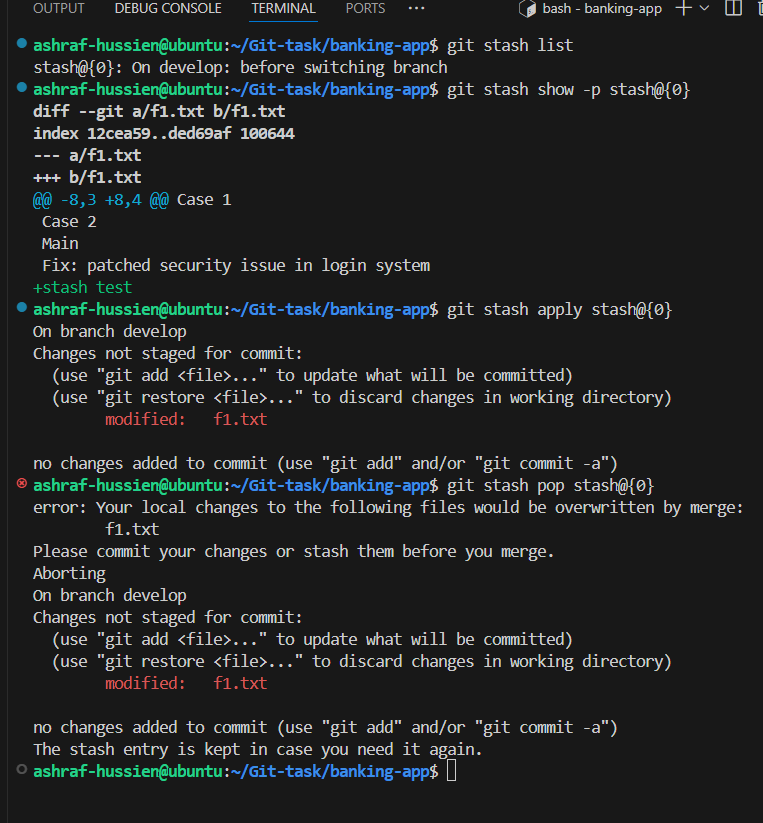 OUTPUT DEBUG CONSOLE TERMINAL PORTS ··· bash - banking-app
ashraf-hussien@ubuntu:~/Git-task/banking-app$ git stash list
stash@{0}: On develop: before switching branch
ashraf-hussien@ubuntu:~/Git-task/banking-app$ git stash show -p stash@{0}
diff --git a/f1.txt b/f1.txt
index 12cea59..ded69af 100644
--- a/f1.txt
+++ b/f1.txt
@@ -8,3 +8,4 @@ Case 1
 Case 2
 Main
 Fix: patched security issue in login system
+stash test
ashraf-hussien@ubuntu:~/Git-task/banking-app$ git stash apply stash@{0}
On branch develop
Changes not staged for commit:
  (use "git add <file>..." to update what will be committed)
  (use "git restore <file>..." to discard changes in working directory)
        modified:   f1.txt
no changes added to commit (use "git add" and/or "git commit -a")
ashraf-hussien@ubuntu:~/Git-task/banking-app$ git stash pop stash@{0}
error: Your local changes to the following files would be overwritten by merge:
        f1.txt
Please commit your changes or stash them before you merge.
Aborting
On branch develop
Changes not staged for commit:
  (use "git add <file>..." to update what will be committed)
  (use "git restore <file>..." to discard changes in working directory)
        modified:   f1.txt
no changes added to commit (use "git add" and/or "git commit -a")
The stash entry is kept in case you need it again.
ashraf-hussien@ubuntu:~/Git-task/banking-app$